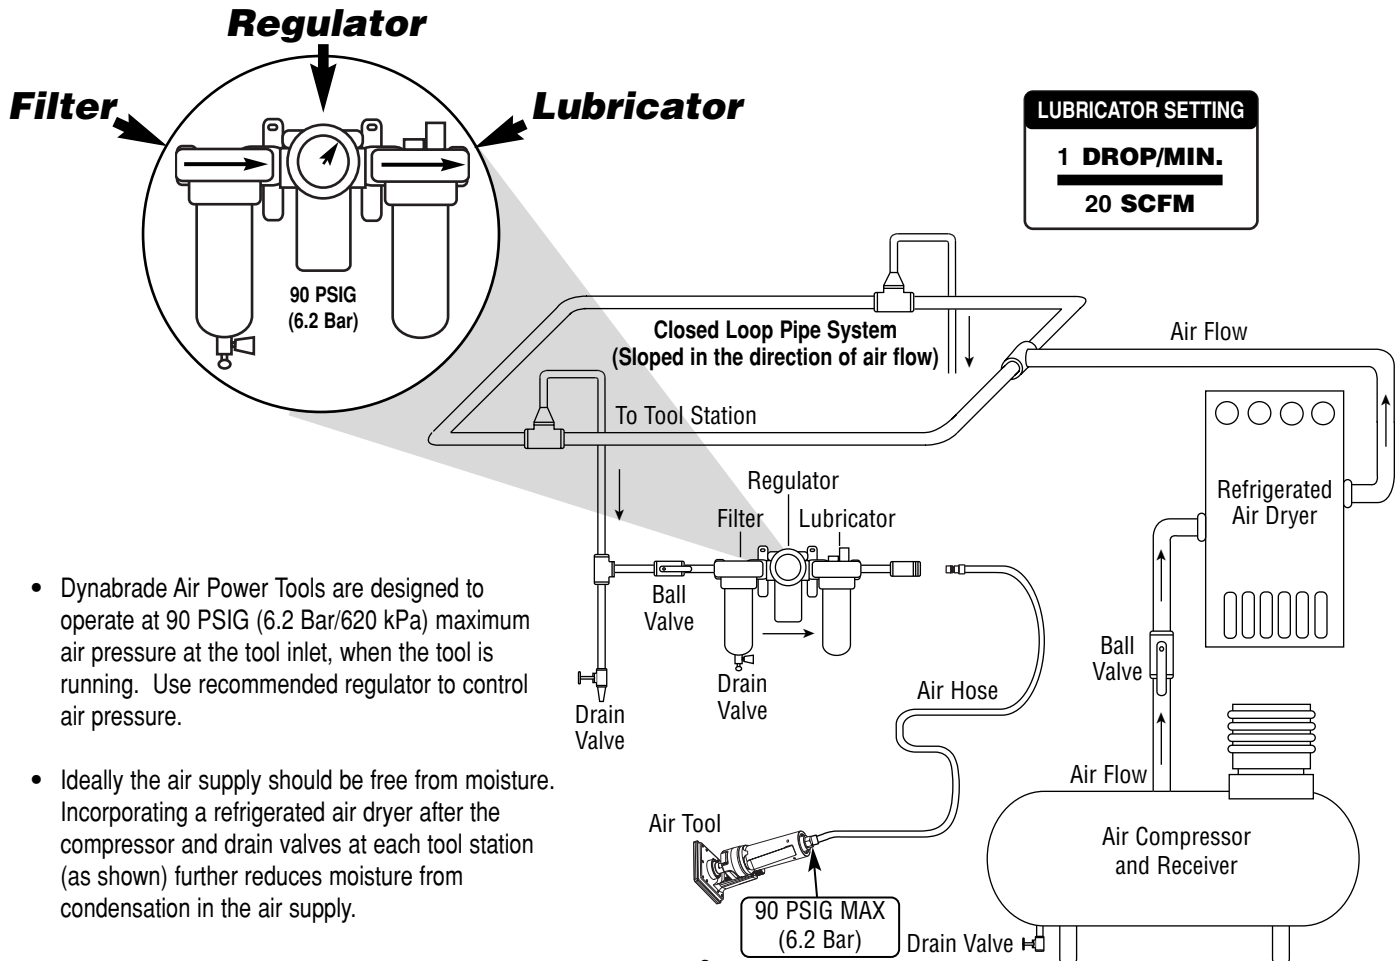 Regulator
Filter
Lubricator
90 PSIG
(6.2 Bar)
LUBRICATOR SETTING
1 DROP/MIN.
20 SCFM
Closed Loop Pipe System
(Sloped in the direction of air flow)
Air Flow
To Tool Station
Refrigerated
Air Dryer
Regulator
Filter
Lubricator
Ball
Valve
Drain
Valve
Drain
Valve
Air Hose
Ball
Valve
Air Flow
Air Compressor
and Receiver
Air Tool
90 PSIG MAX
(6.2 Bar)
Drain Valve
• Dynabrade Air Power Tools are designed to
operate at 90 PSIG (6.2 Bar/620 kPa) maximum
air pressure at the tool inlet, when the tool is
running. Use recommended regulator to control
air pressure.
• Ideally the air supply should be free from moisture.
Incorporating a refrigerated air dryer after the
compressor and drain valves at each tool station
(as shown) further reduces moisture from
condensation in the air supply.